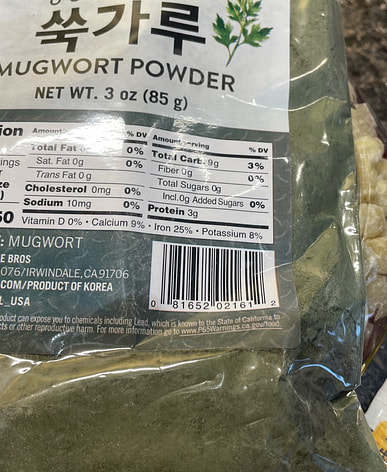 쑥가루
MUGWORT POWDER
NET WT. 3 oz (85 g)
% DV
% DV
Total Fat 0%
Total Carb. 9g 3%
Sat. Fat 0g 0%
Fiber 0g 0%
Trans Fat 0g
Total Sugars 0g
Cholesterol 0mg 0%
Incl. 0g Added Sugars 0%
Sodium 10mg 0%
Protein 3g
Vitamin D 0% • Calcium 9% • Iron 25% • Potassium 8%
: MUGWORT
BROS
IRWINDALE, CA 91706
.COM/PRODUCT OF KOREA
USA
0 81652 02161 2
can expose you to chemicals including Lead, which is known to the State of California to
or other reproductive harm. For more information go to www.P65Warnings.ca.gov/food.